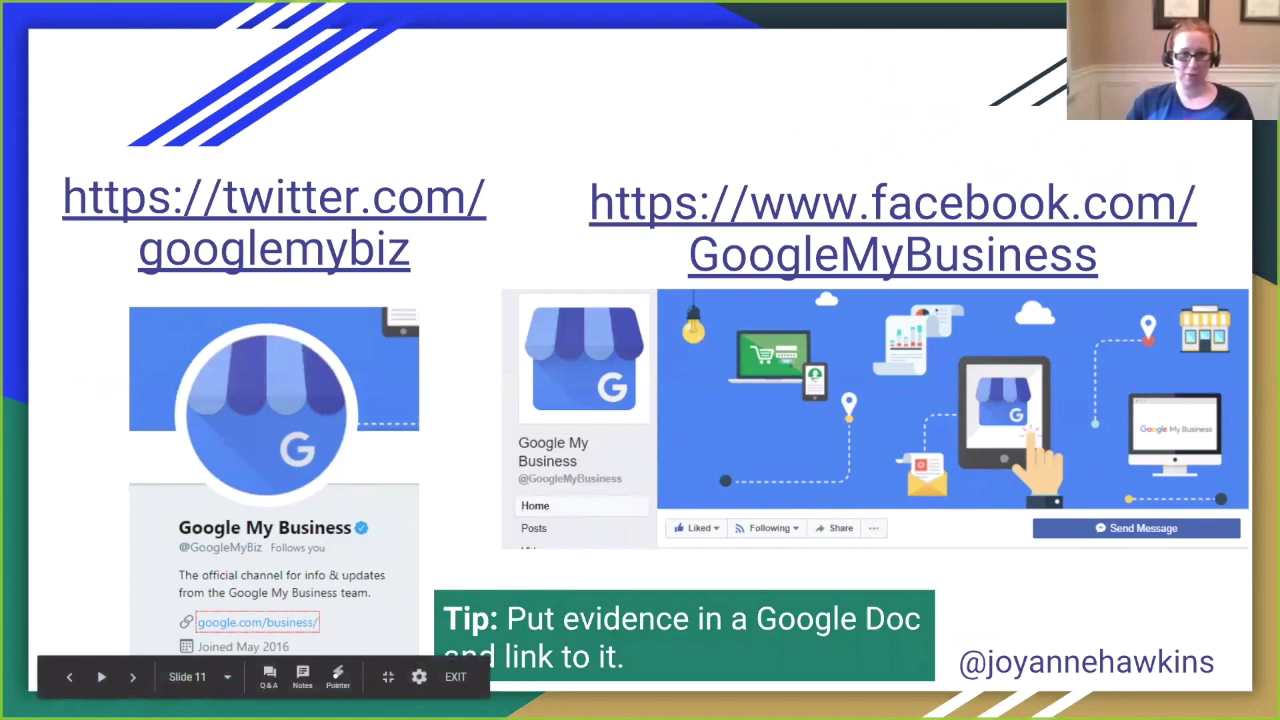 https://twitter.com/
googlemybiz
https://www.facebook.com/
GoogleMyBusiness
G
Google My Business
@GoogleMyBiz Follows you
The official channel for info & updates
from the Google My Business team.
google.com/business/
Joined May 2016
G
Google My
Business
@GoogleMyBusiness
Home
Posts
G
Google My Business
Liked
Following
Share
Send Message
Tip: Put evidence in a Google Doc
and link to it.
@joyannehawkins
Slide 11
Q & A
Notes
Pointer
EXIT